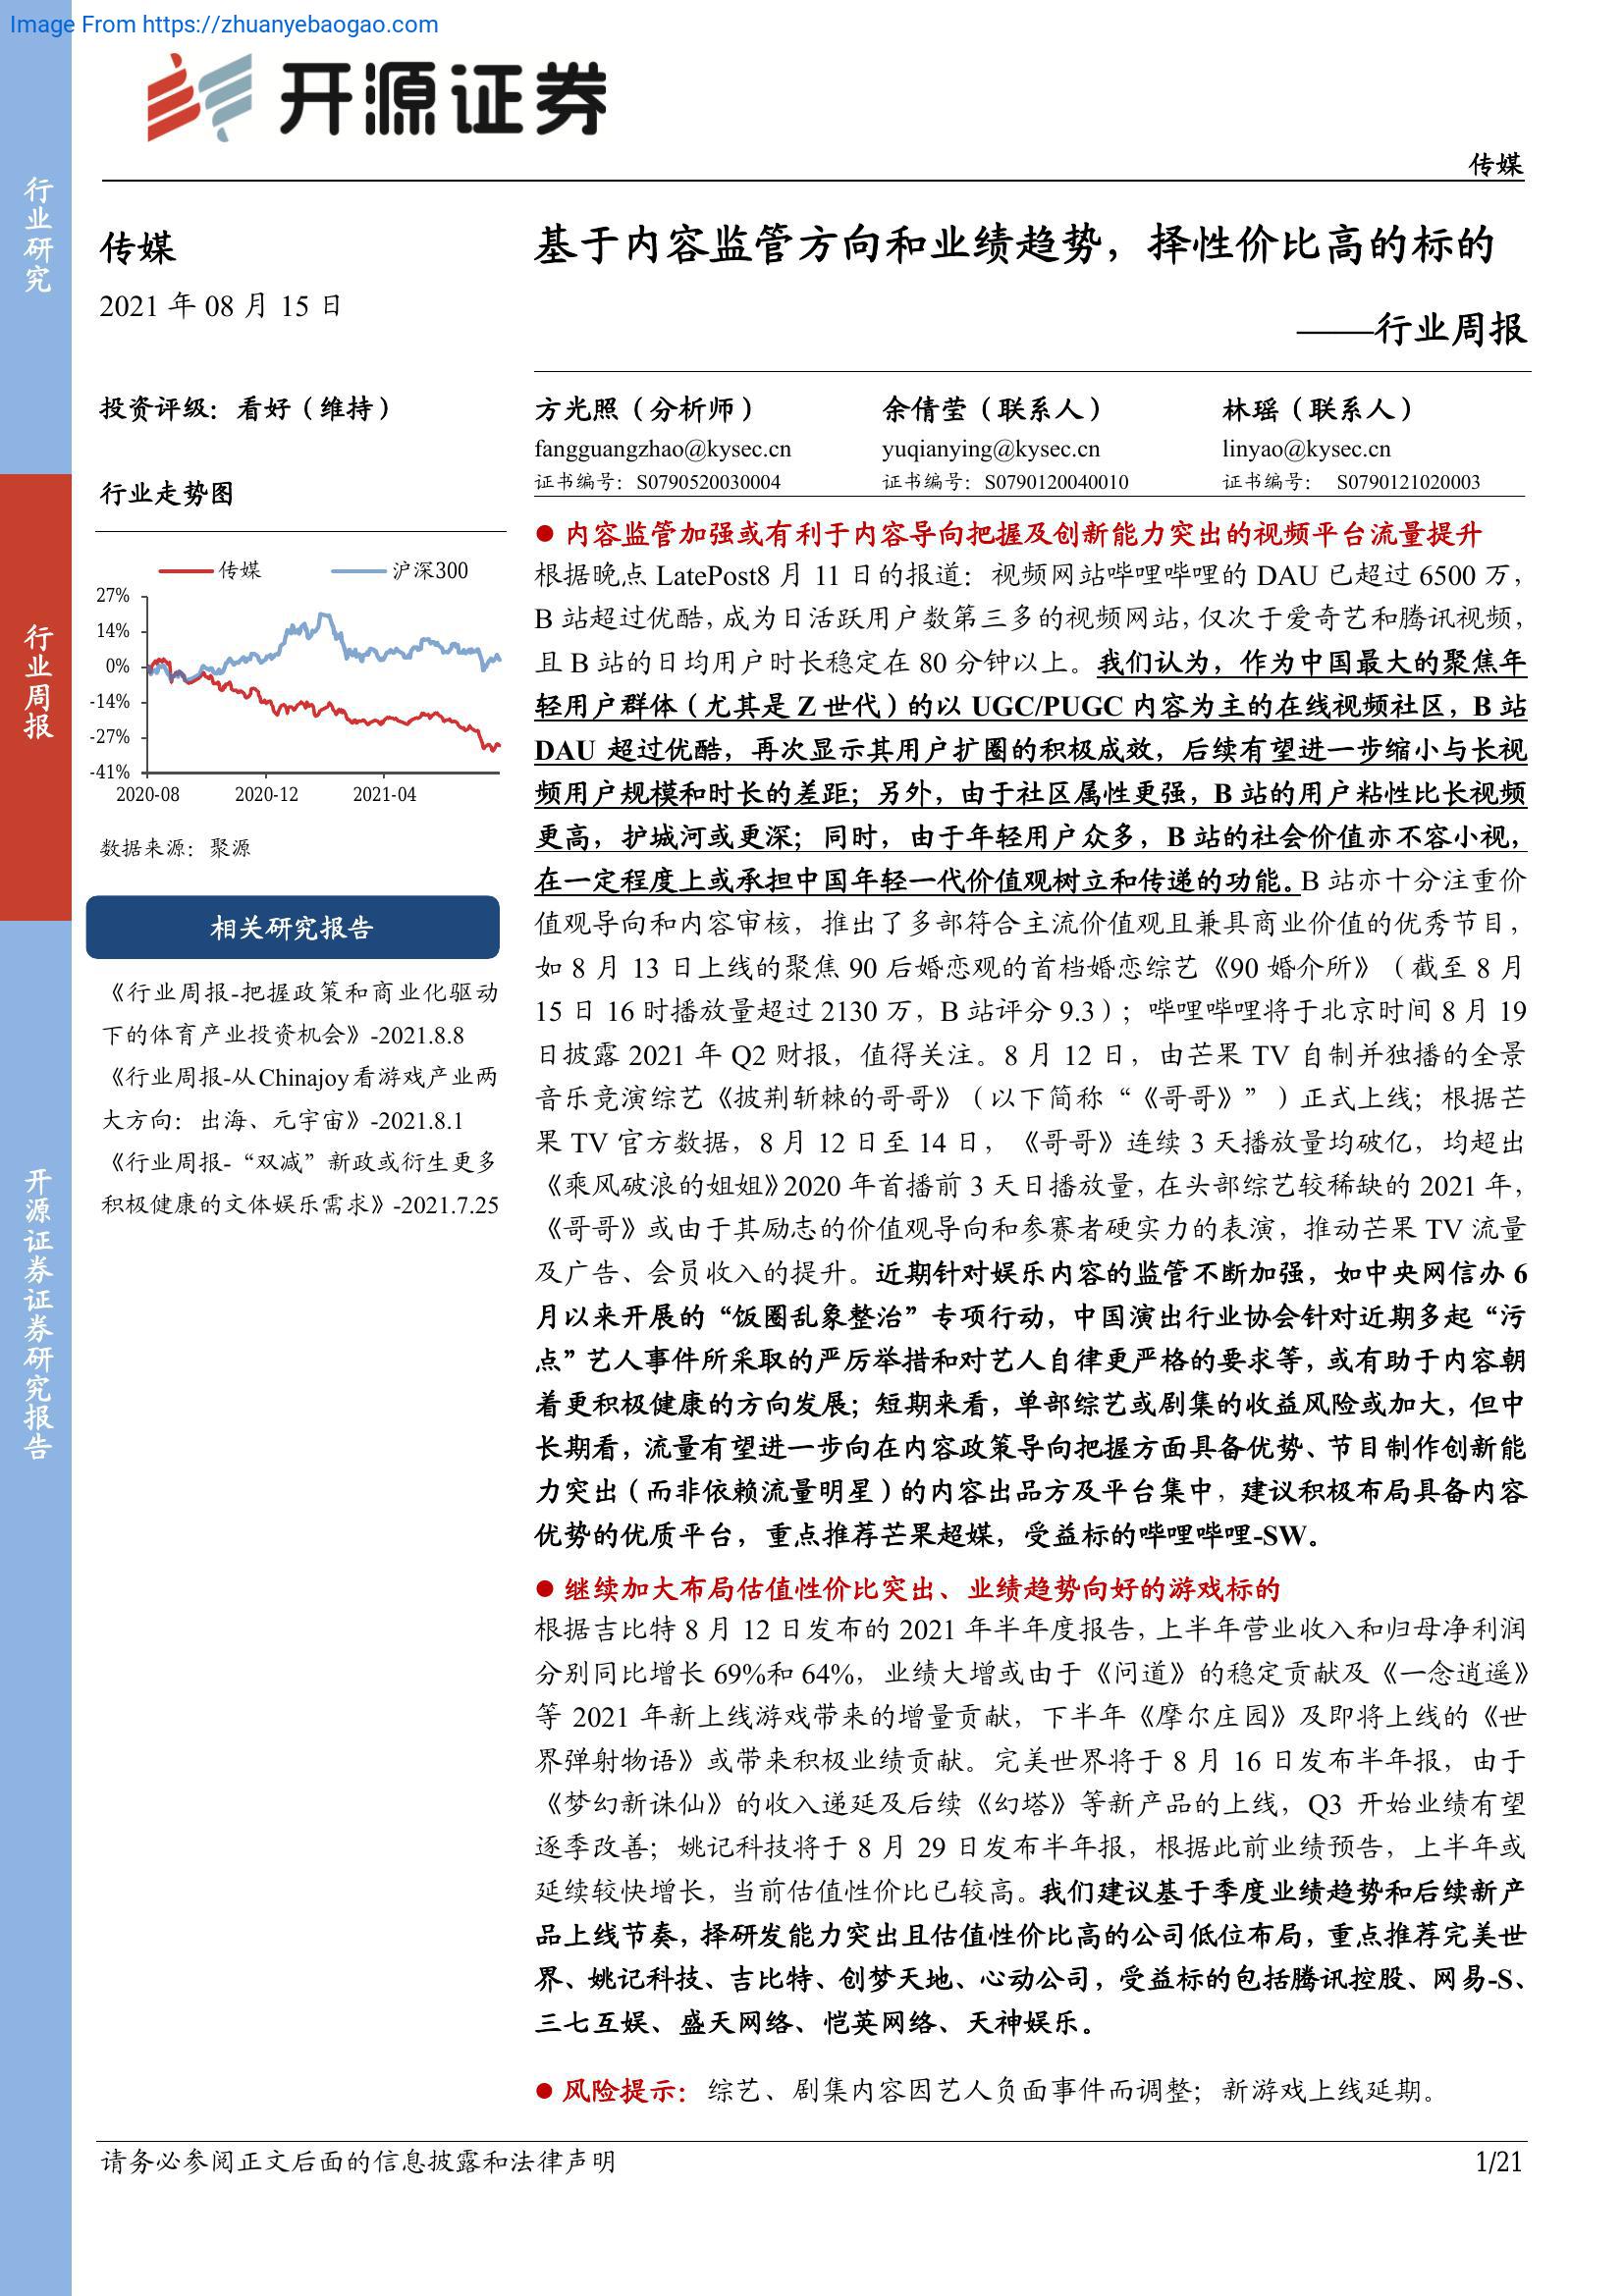 Image From https://zhuanyebaogao.com
开源证券
传媒
行业研究
行业周报
开源证券证券研究报告
传媒
2021 年 08 月 15 日
投资评级：看好（维持）
行业走势图
传媒 沪深300
27%
14%
0%
-14%
-27%
-41%
2020-08 2020-12 2021-04
数据来源：聚源
相关研究报告
《行业周报-把握政策和商业化驱动
下的体育产业投资机会》-2021.8.8
《行业周报-从Chinajoy看游戏产业两
大方向：出海、元宇宙》-2021.8.1
《行业周报-“双减”新政或衍生更多
积极健康的文体娱乐需求》-2021.7.25
基于内容监管方向和业绩趋势，择性价比高的标的
——行业周报
方光照（分析师） 余倩莹（联系人） 林瑶（联系人）
fangguangzhao@kysec.cn yuqianying@kysec.cn linyao@kysec.cn
证书编号：S0790520030004 证书编号：S0790120040010 证书编号： S0790121020003
● 内容监管加强或有利于内容导向把握及创新能力突出的视频平台流量提升
根据晚点 LatePost8 月 11 日的报道：视频网站哔哩哔哩的 DAU 已超过 6500 万，
B 站超过优酷，成为日活跃用户数第三多的视频网站，仅次于爱奇艺和腾讯视频，
且 B 站的日均用户时长稳定在 80 分钟以上。我们认为，作为中国最大的聚焦年
轻用户群体（尤其是 Z 世代）的以 UGC/PUGC 内容为主的在线视频社区，B 站
DAU 超过优酷，再次显示其用户扩圈的积极成效，后续有望进一步缩小与长视
频用户规模和时长的差距；另外，由于社区属性更强，B 站的用户粘性比长视频
更高，护城河或更深；同时，由于年轻用户众多，B 站的社会价值亦不容小视，
在一定程度上或承担中国年轻一代价值观树立和传递的功能。B 站亦十分注重价
值观导向和内容审核，推出了多部符合主流价值观且兼具商业价值的优秀节目，
如 8 月 13 日上线的聚焦 90 后婚恋观的首档婚恋综艺《90 婚介所》（截至 8 月
15 日 16 时播放量超过 2130 万，B 站评分 9.3）；哔哩哔哩将于北京时间 8 月 19
日披露 2021 年 Q2 财报，值得关注。8 月 12 日，由芒果 TV 自制并独播的全景
音乐竞演综艺《披荆斩棘的哥哥》（以下简称“《哥哥》”）正式上线；根据芒
果 TV 官方数据，8 月 12 日至 14 日，《哥哥》连续 3 天播放量均破亿，均超出
《乘风破浪的姐姐》2020 年首播前 3 天日播放量，在头部综艺较稀缺的 2021 年，
《哥哥》或由于其励志的价值观导向和参赛者硬实力的表演，推动芒果 TV 流量
及广告、会员收入的提升。近期针对娱乐内容的监管不断加强，如中央网信办 6
月以来开展的“饭圈乱象整治”专项行动，中国演出行业协会针对近期多起“污
点”艺人事件所采取的严厉举措和对艺人自律更严格的要求等，或有助于内容朝
着更积极健康的方向发展；短期来看，单部综艺或剧集的收益风险或加大，但中
长期看，流量有望进一步向在内容政策导向把握方面具备优势、节目制作创新能
力突出（而非依赖流量明星）的内容出品方及平台集中，建议积极布局具备内容
优势的优质平台，重点推荐芒果超媒，受益标的哔哩哔哩-SW。
● 继续加大布局估值性价比突出、业绩趋势向好的游戏标的
根据吉比特 8 月 12 日发布的 2021 年半年度报告，上半年营业收入和归母净利润
分别同比增长 69%和 64%，业绩大增或由于《问道》的稳定贡献及《一念逍遥》
等 2021 年新上线游戏带来的增量贡献，下半年《摩尔庄园》及即将上线的《世
界弹射物语》或带来积极业绩贡献。完美世界将于 8 月 16 日发布半年报，由于
《梦幻新诛仙》的收入递延及后续《幻塔》等新产品的上线，Q3 开始业绩有望
逐季改善；姚记科技将于 8 月 29 日发布半年报，根据此前业绩预告，上半年或
延续较快增长，当前估值性价比已较高。我们建议基于季度业绩趋势和后续新产
品上线节奏，择研发能力突出且估值性价比高的公司低位布局，重点推荐完美世
界、姚记科技、吉比特、创梦天地、心动公司，受益标的包括腾讯控股、网易-S、
三七互娱、盛天网络、恺英网络、天神娱乐。
● 风险提示：综艺、剧集内容因艺人负面事件而调整；新游戏上线延期。
请务必参阅正文后面的信息披露和法律声明 1/21